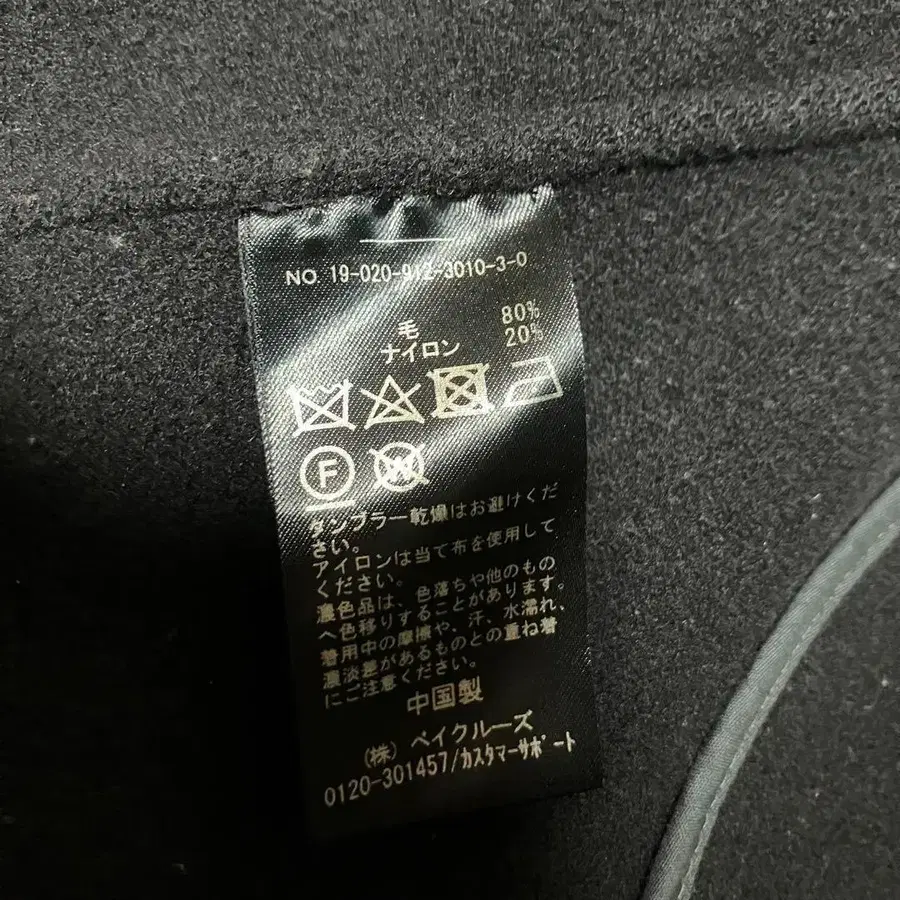 NO. 19-020-912-3010-3-0
毛 80%
ナイロン 20%
F
タンブラー乾燥はお避けくだ
さい。
アイロンは当て布を使用して
ください。
濃色品は、色落ちや他のもの
へ色移りすることがあります。
着用中の摩擦や、汗、水濡れ、
濃淡差があるものとの重ね着
にご注意ください。
中国製
(株) ベイクルーズ
0120-301457/カスタマーサポート